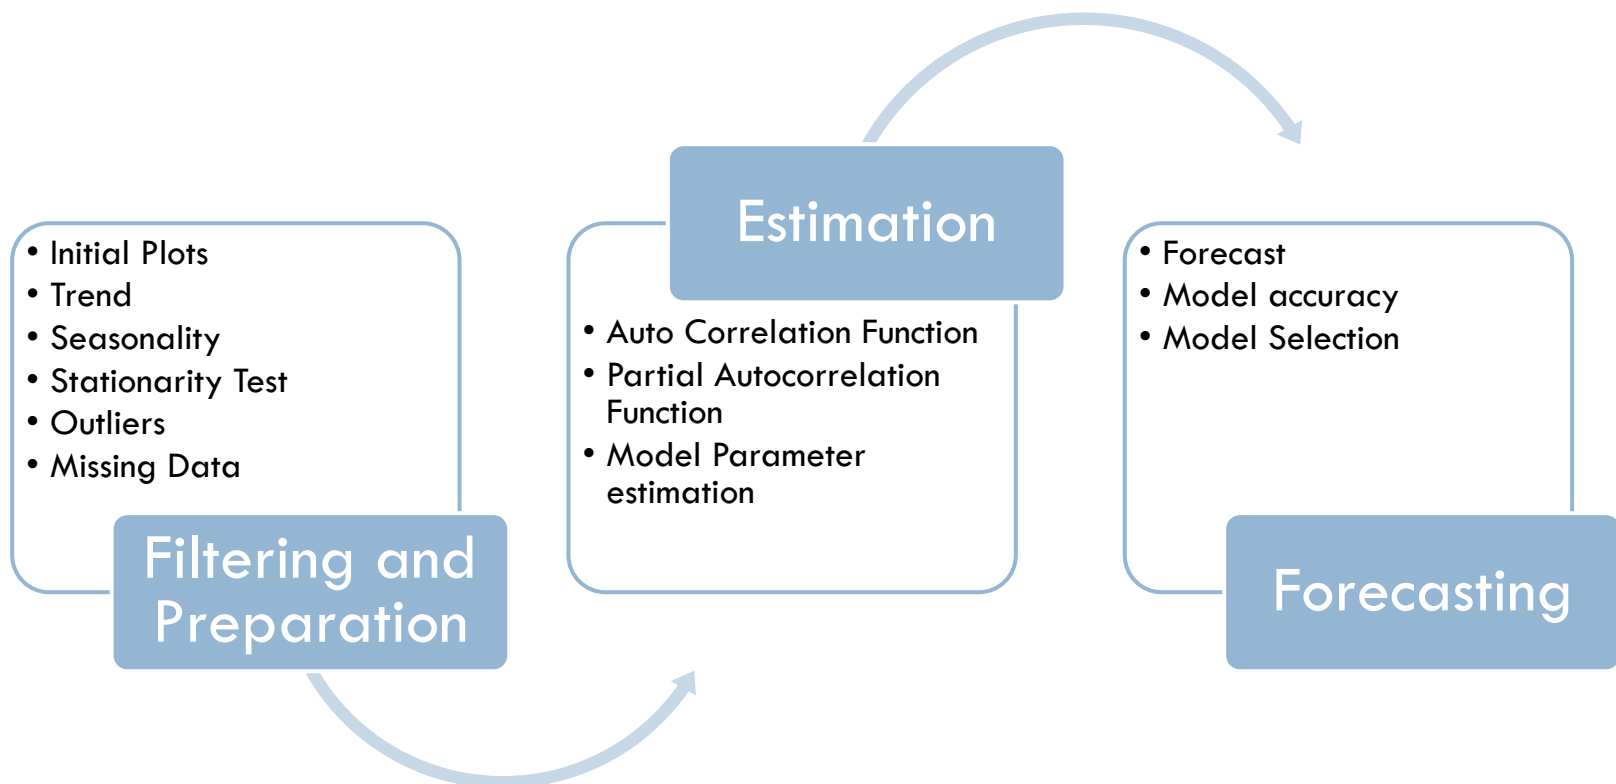 • Initial Plots
• Trend
• Seasonality
• Stationarity Test
• Outliers
• Missing Data
Filtering and
Preparation
Estimation
• Auto Correlation Function
• Partial Autocorrelation
Function
• Model Parameter
estimation
• Forecast
• Model accuracy
• Model Selection
Forecasting